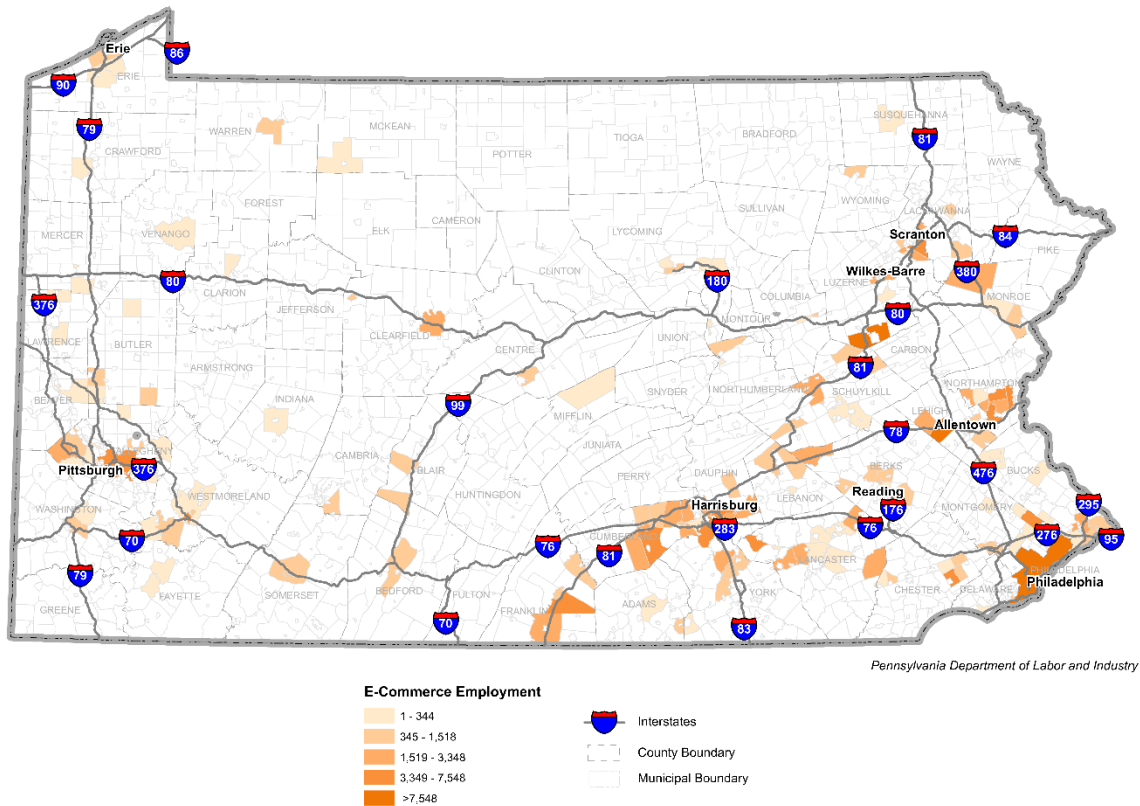 Erie
86
ERIE
90
79
WARREN
MCKEAN
SUSQUEHANNA
TIOGA
BRADFORD
81
CRAWFORD
POTTER
WAYNE
WYOMING
FOREST
SULLIVAN
LACKAWANNA
CAMERON
ELK
LYCOMING
MERCER
VENANGO
Scranton
84
PIKE
CLINTON
Wilkes-Barre
380
80
180
LUZERNE
CLARION
COLUMBIA
MONROE
376
JEFFERSON
80
MONTOUR
CLEARFIELD
LAWRENCE
BUTLER
UNION
CENTRE
CARBON
81
ARMSTRONG
NORTHUMBERLAND
NORTHAMPTON
SNYDER
SCHUYLKILL
BEAVER
INDIANA
99
LEHIGH
MIFFLIN
Allentown
78
JUNIATA
ALLEGHENY
CAMBRIA
BLAIR
Pittsburgh
376
DAUPHIN
BERKS
476
BUCKS
PERRY
HUNTINGDON
WESTMORELAND
LEBANON
Reading
Harrisburg
176
MONTGOMERY
295
WASHINGTON
283
76
276
95
70
CUMBERLAND
76
81
LANCASTER
PHILADELPHIA
79
Philadelphia
CHESTER
DELAWARE
BEDFORD
FULTON
YORK
SOMERSET
FAYETTE
ADAMS
GREENE
FRANKLIN
70
83
Pennsylvania Department of Labor and Industry
E-Commerce Employment
1 - 344
345 - 1,518
1,519 - 3,348
3,349 - 7,548
>7,548
Interstates
County Boundary
Municipal Boundary